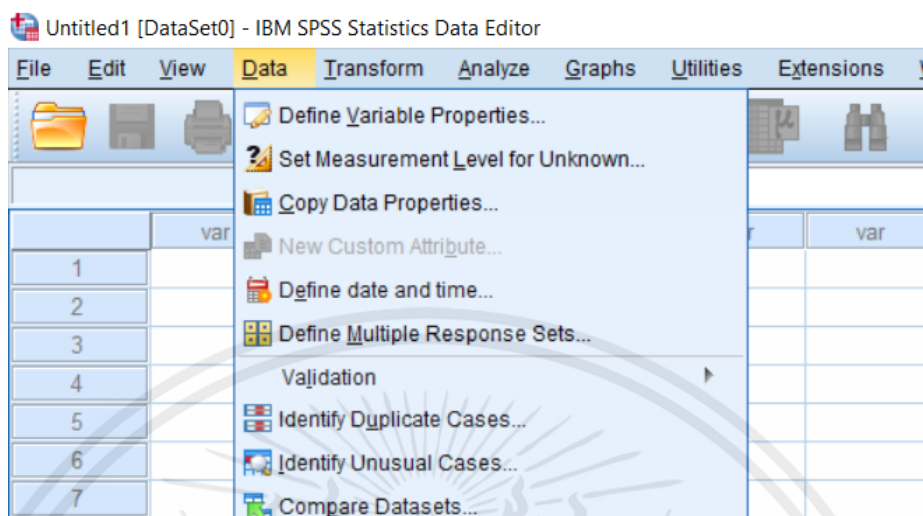 Untitled1 [DataSet0] - IBM SPSS Statistics Data Editor
File Edit View Data Transform Analyze Graphs Utilities Extensions
Define Variable Properties...
Set Measurement Level for Unknown...
Copy Data Properties...
var var
New Custom Attribute...
1
Define date and time...
2
Define Multiple Response Sets...
3
Validation
4
Identify Duplicate Cases...
5
Identify Unusual Cases...
6
Compare Datasets...
7